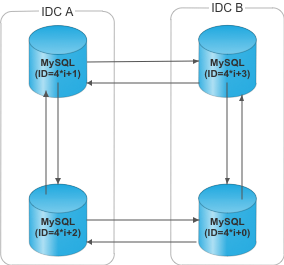 IDC A
IDC B
MySQL
(ID=4*i+1)
MySQL
(ID=4*i+3)
MySQL
(ID=4*i+2)
MySQL
(ID=4*i+0)